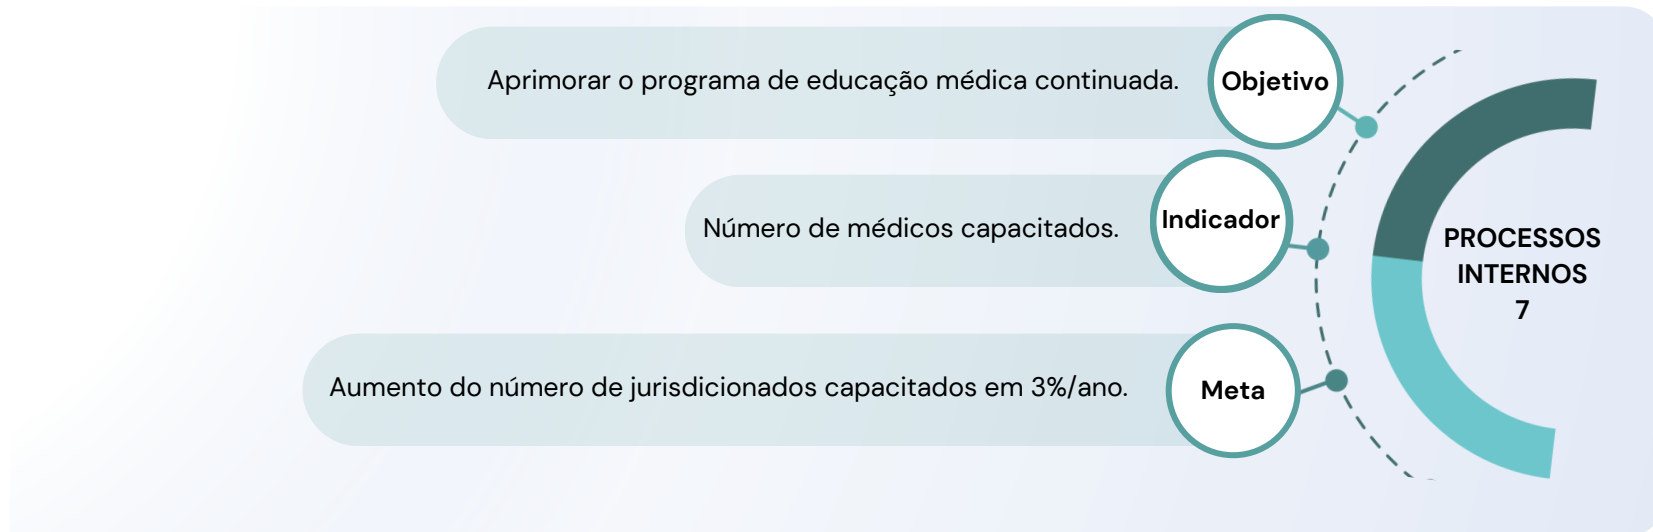 Aprimorar o programa de educação médica continuada.
Objetivo
Número de médicos capacitados.
Indicador
Aumento do número de jurisdicionados capacitados em 3%/ano.
Meta
PROCESSOS
INTERNOS
7